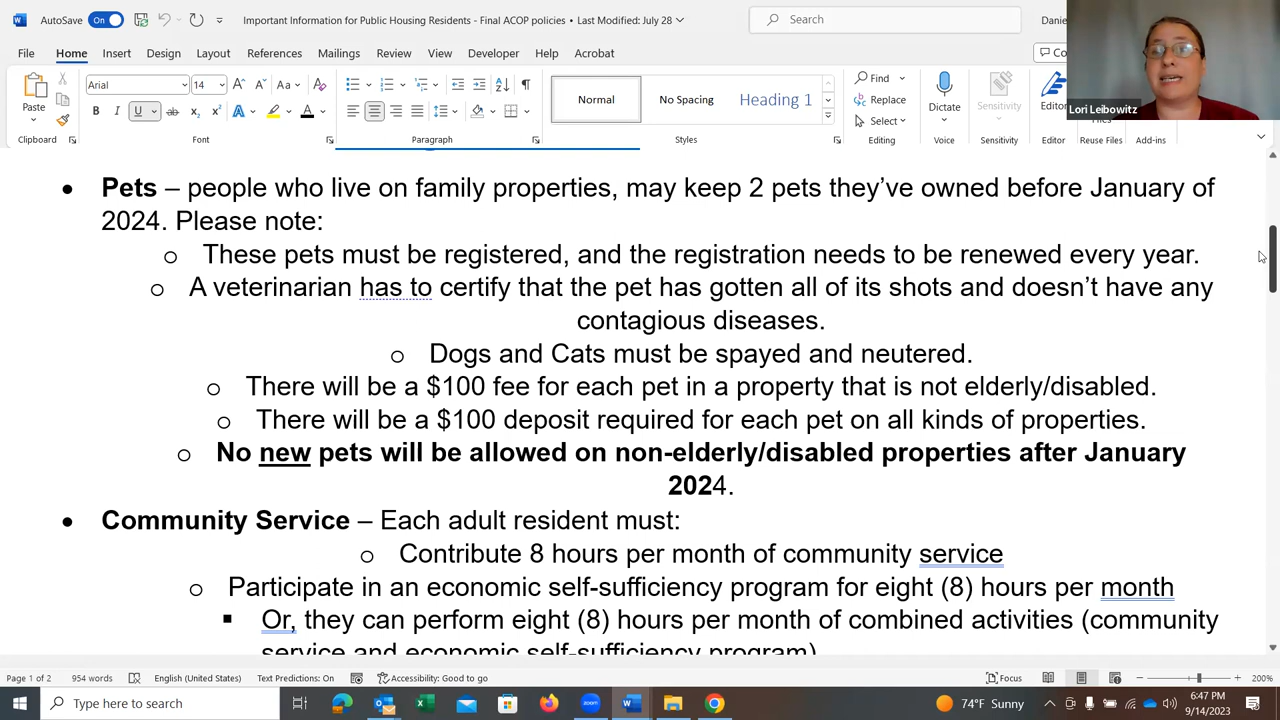 AutoSave On Important Information for Public Housing Residents - Final ACOP policies • Last Modified: July 28 Search
File Home Insert Design Layout References Mailings Review View Developer Help Acrobat
Lori Leibowitz
Paste Arial 14 Aa Normal No Spacing Heading 1 Find Replace Select Dictate Sensitivity Editor
Clipboard Font Paragraph Styles Editing Voice Sensitivity Editor Reuse Files Add-ins
• Pets – people who live on family properties, may keep 2 pets they've owned before January of
2024. Please note:
o These pets must be registered, and the registration needs to be renewed every year.
o A veterinarian has to certify that the pet has gotten all of its shots and doesn't have any
contagious diseases.
o Dogs and Cats must be spayed and neutered.
o There will be a $100 fee for each pet in a property that is not elderly/disabled.
o There will be a $100 deposit required for each pet on all kinds of properties.
o No new pets will be allowed on non-elderly/disabled properties after January
2024.
• Community Service – Each adult resident must:
o Contribute 8 hours per month of community service
o Participate in an economic self-sufficiency program for eight (8) hours per month
▪ Or, they can perform eight (8) hours per month of combined activities (community
service and economic self-sufficiency program)
Page 1 of 2 954 words English (United States) Text Predictions: On Accessibility: Good to go Focus 200%
Type here to search 74°F Sunny 6:47 PM
9/14/2023